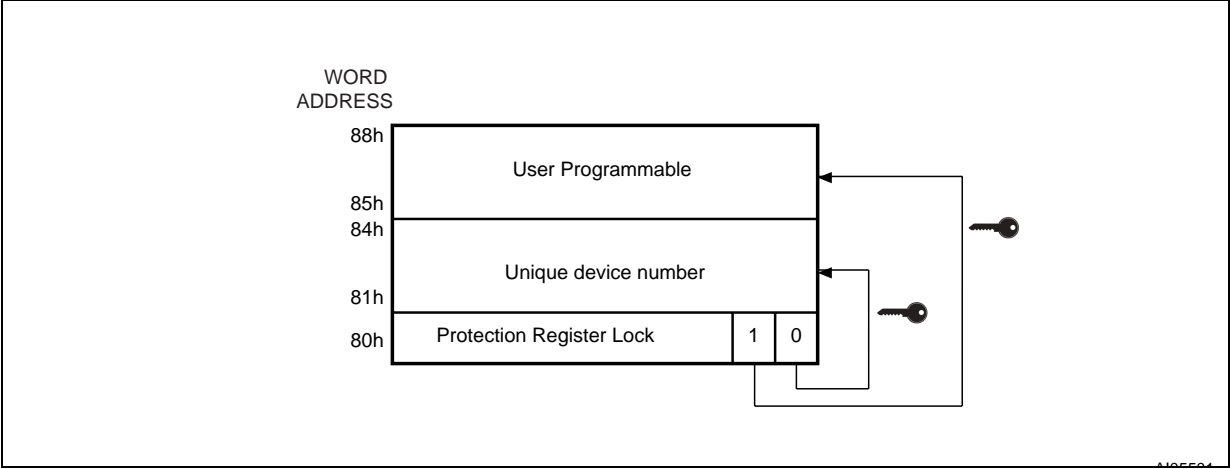 WORD
ADDRESS
88h
User Programmable
85h
84h
Unique device number
81h
80h
Protection Register Lock
1
0